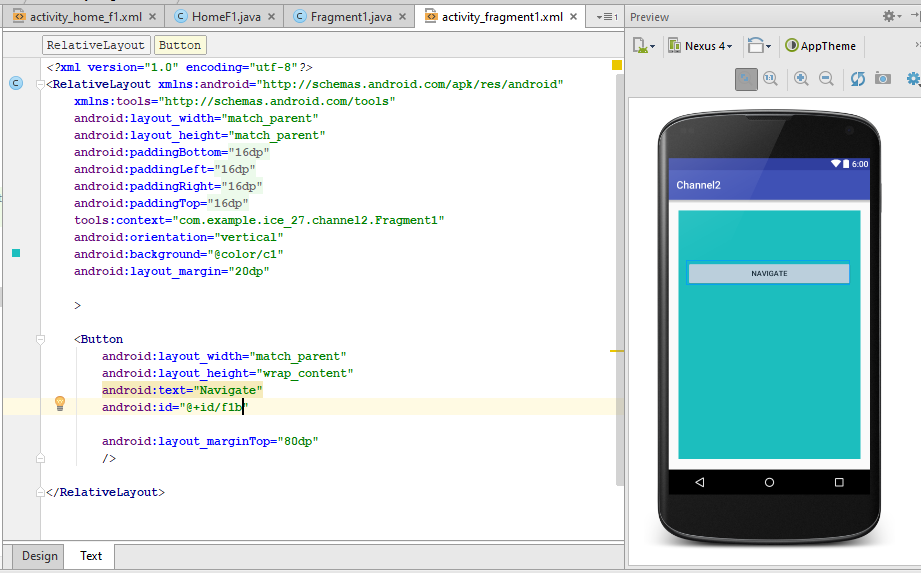 activity_home_f1.xml HomeF1.java Fragment1.java activity_fragment1.xml 1 Preview
RelativeLayout Button Nexus 4 AppTheme
<?xml version="1.0" encoding="utf-8"?>
<RelativeLayout xmlns:android="http://schemas.android.com/apk/res/android"
xmlns:tools="http://schemas.android.com/tools"
android:layout_width="match_parent"
android:layout_height="match_parent"
android:paddingBottom="16dp"
android:paddingLeft="16dp"
android:paddingRight="16dp"
android:paddingTop="16dp"
tools:context="com.example.ice_27.channel2.Fragment1"
android:orientation="vertical"
android:background="@color/c1"
android:layout_margin="20dp"
>
<Button
android:layout_width="match_parent"
android:layout_height="wrap_content"
android:text="Navigate"
android:id="@+id/f1b"
android:layout_marginTop="80dp"
/>
</RelativeLayout>
Design Text
6:00
Channel2
NAVIGATE